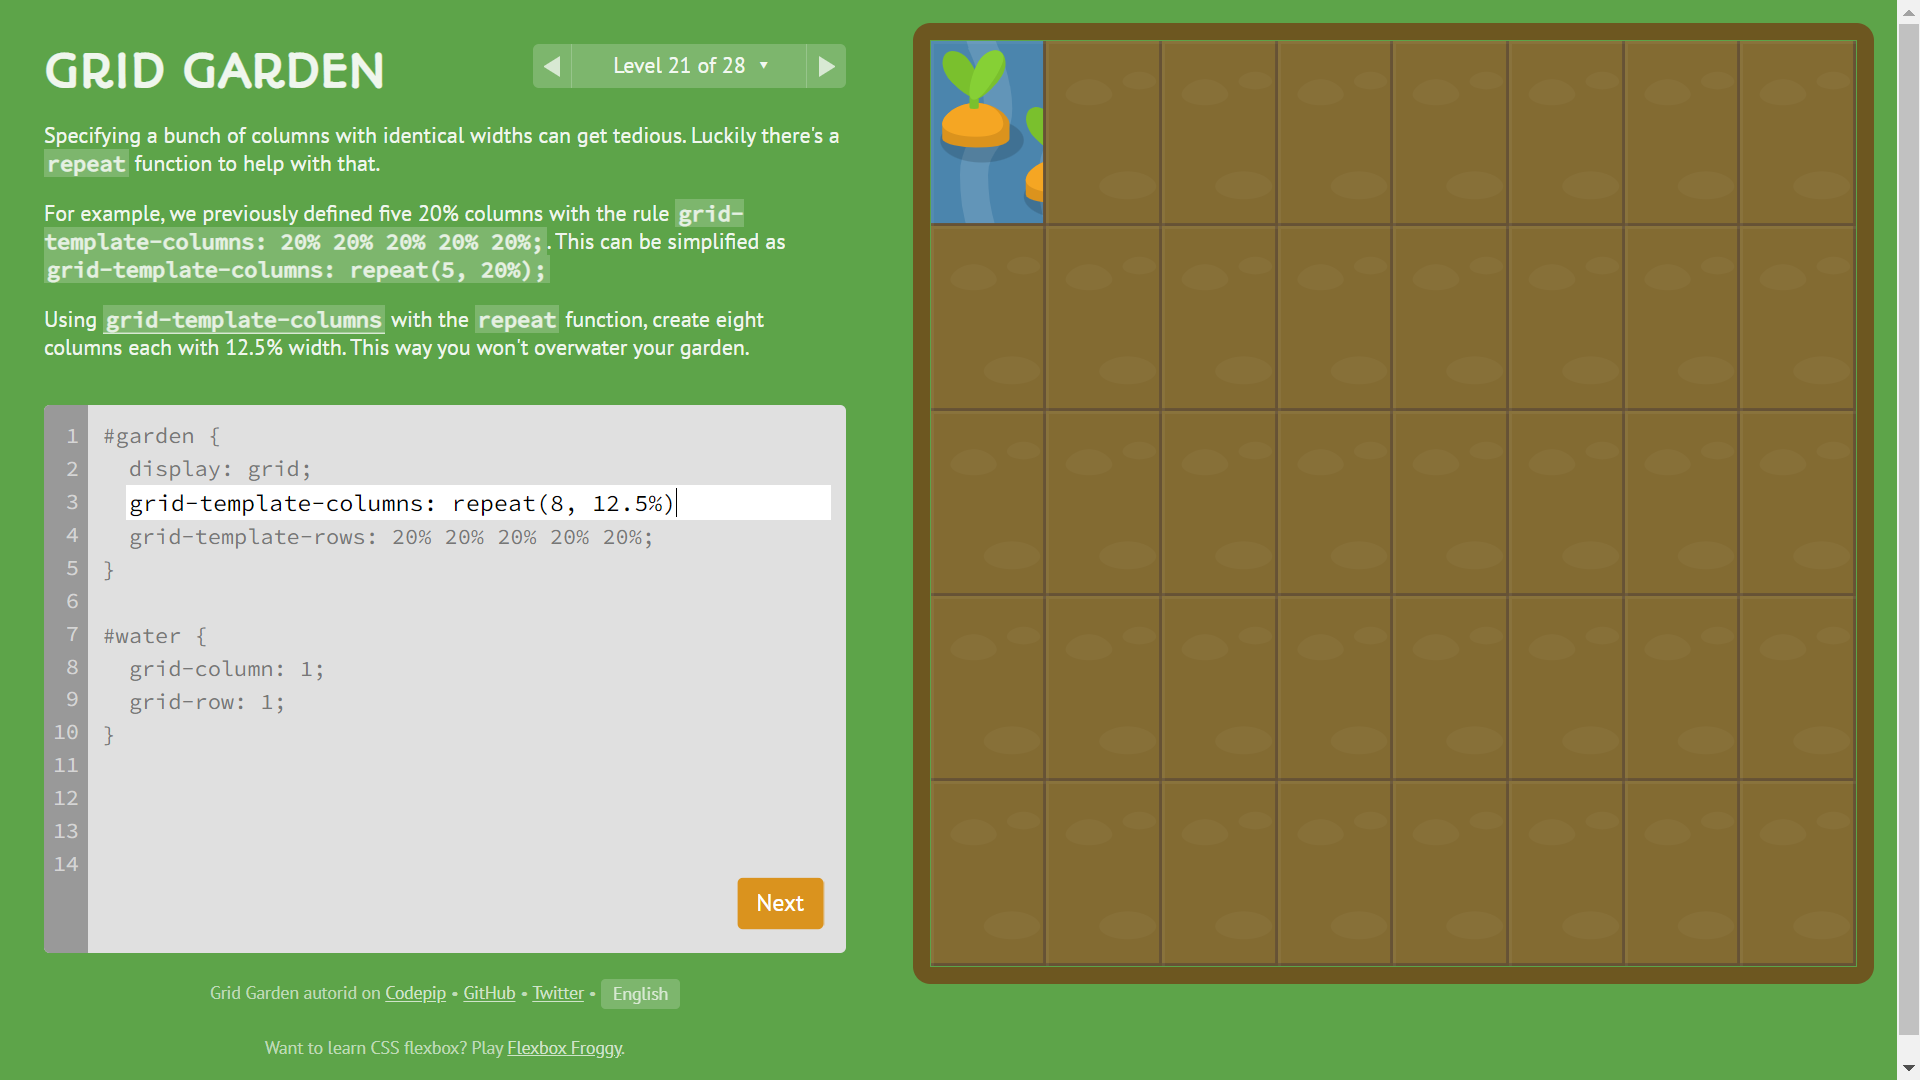 GRID GARDEN
Level 21 of 28 ▼
Specifying a bunch of columns with identical widths can get tedious. Luckily there's a
repeat function to help with that.
For example, we previously defined five 20% columns with the rule grid-
template-columns: 20% 20% 20% 20% 20%;. This can be simplified as
grid-template-columns: repeat(5, 20%);
Using grid-template-columns with the repeat function, create eight
columns each with 12.5% width. This way you won't overwater your garden.
1 #garden {
2 display: grid;
3 grid-template-columns: repeat(8, 12.5%)
4 grid-template-rows: 20% 20% 20% 20% 20%;
5 }
6
7 #water {
8 grid-column: 1;
9 grid-row: 1;
10 }
11
12
13
14
Next
Grid Garden autorid on Codepip • GitHub • Twitter • English
Want to learn CSS flexbox? Play Flexbox Froggy.